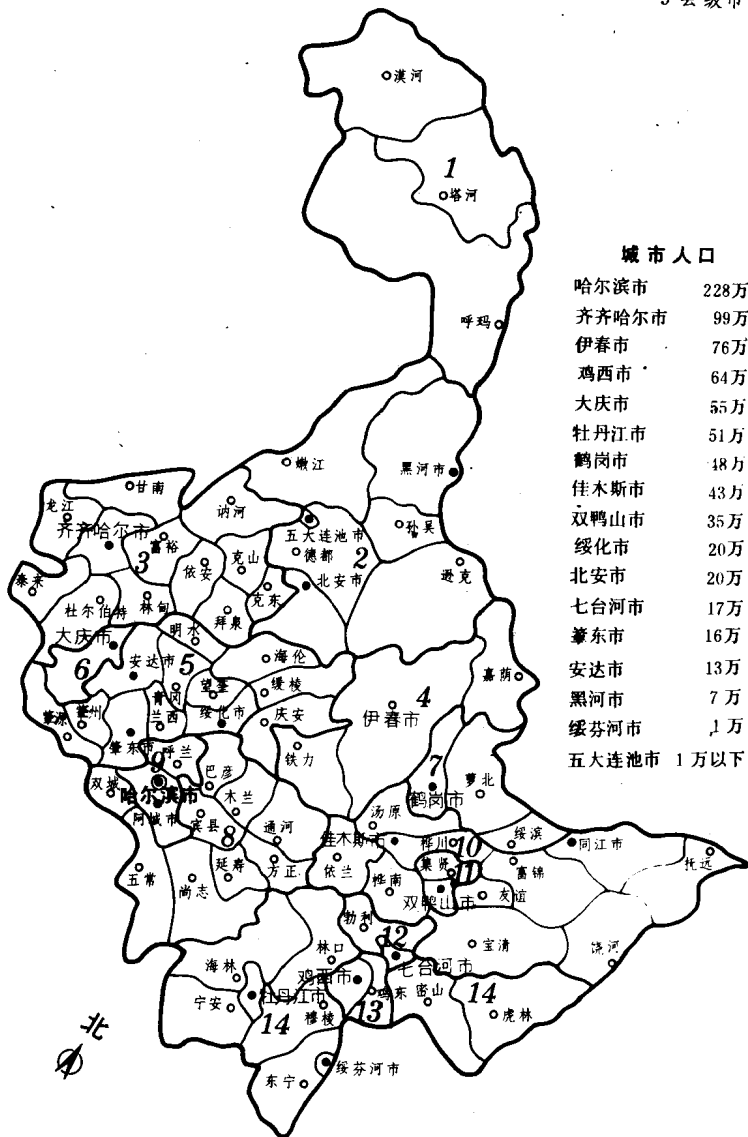 5 县级市
漠河
1
塔河
呼玛
城市人口
哈尔滨市 228万
齐齐哈尔市 99万
伊春市 76万
鸡西市 64万
大庆市 55万
牡丹江市 51万
鹤岗市 48万
佳木斯市 43万
双鸭山市 35万
绥化市 20万
北安市 20万
七台河市 17万
肇东市 16万
安达市 13万
黑河市 7万
绥芬河市 1万
五大连池市 1万以下
嫩江
黑河市
甘南
讷河
龙江
齐齐哈尔市
富裕
3
五大连池市
德都
2
孙吴
克山
依安
北安市
逊克
泰来
克东
杜尔伯特
林甸
拜泉
大庆市
明水
安达市
5
海伦
6
嘉荫
青冈
望奎
绥棱
4
伊春市
肇源
肇州
兰西
绥化市
庆安
肇东市
呼兰
铁力
7
9
巴彦
鹤岗市
萝北
双城
哈尔滨市
木兰
阿城市
宾县
8
通河
汤原
佳木斯市
桦川
10
绥滨
同江市
五常
尚志
延寿
方正
依兰
集贤
11
富锦
抚远
桦南
双鸭山市
友谊
勃利
12
宝清
饶河
林口
七台河市
海林
鸡西市
鸡东
密山
14
宁安
牡丹江市
穆棱
13
虎林
14
北
绥芬河市
东宁